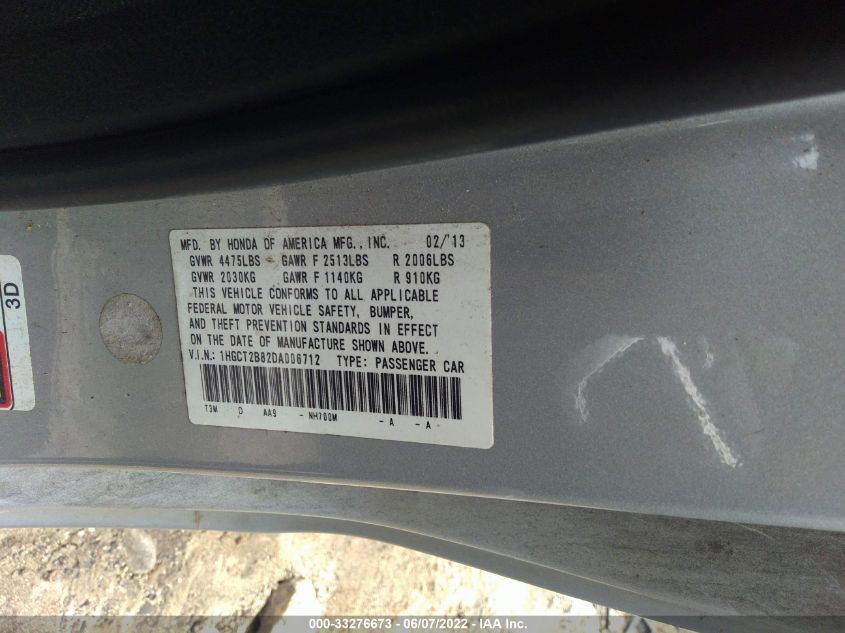 MFD. BY HONDA OF AMERICA MFG., INC. 02/'13
GVWR 4475LBS GAWR F 2513LBS R 2006LBS
GVWR 2030KG GAWR F 1140KG R 910KG
THIS VEHICLE CONFORMS TO ALL APPLICABLE
FEDERAL MOTOR VEHICLE SAFETY, BUMPER,
AND THEFT PREVENTION STANDARDS IN EFFECT
ON THE DATE OF MANUFACTURE SHOWN ABOVE.
V.I.N.: 1HGCT2B82DA006712 TYPE: PASSENGER CAR
T3M D AA9 - NH700M - A - A
3D
000-33276673 - 06/07/2022 - IAA Inc.